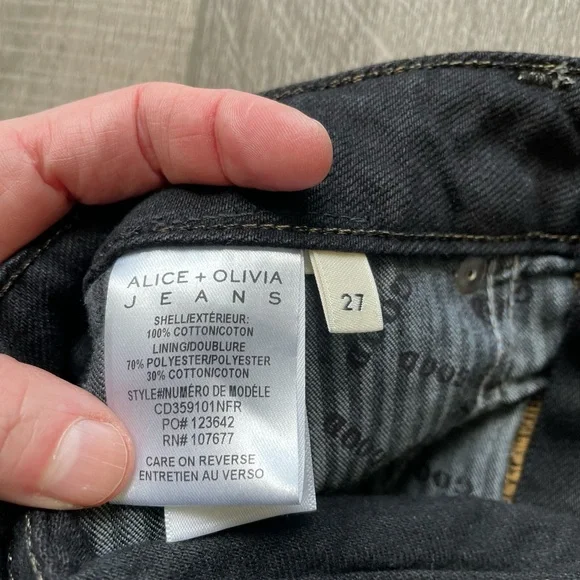 ALICE + OLIVIA
JEANS
SHELL/EXTÉRIEUR:
100% COTTON/COTON
LINING/DOUBLURE
70% POLYESTER/POLYESTER
30% COTTON/COTON
STYLE#/NUMÉRO DE MODÈLE
CD359101NFR
PO# 123642
RN# 107677
CARE ON REVERSE
ENTRETIEN AU VERSO
27